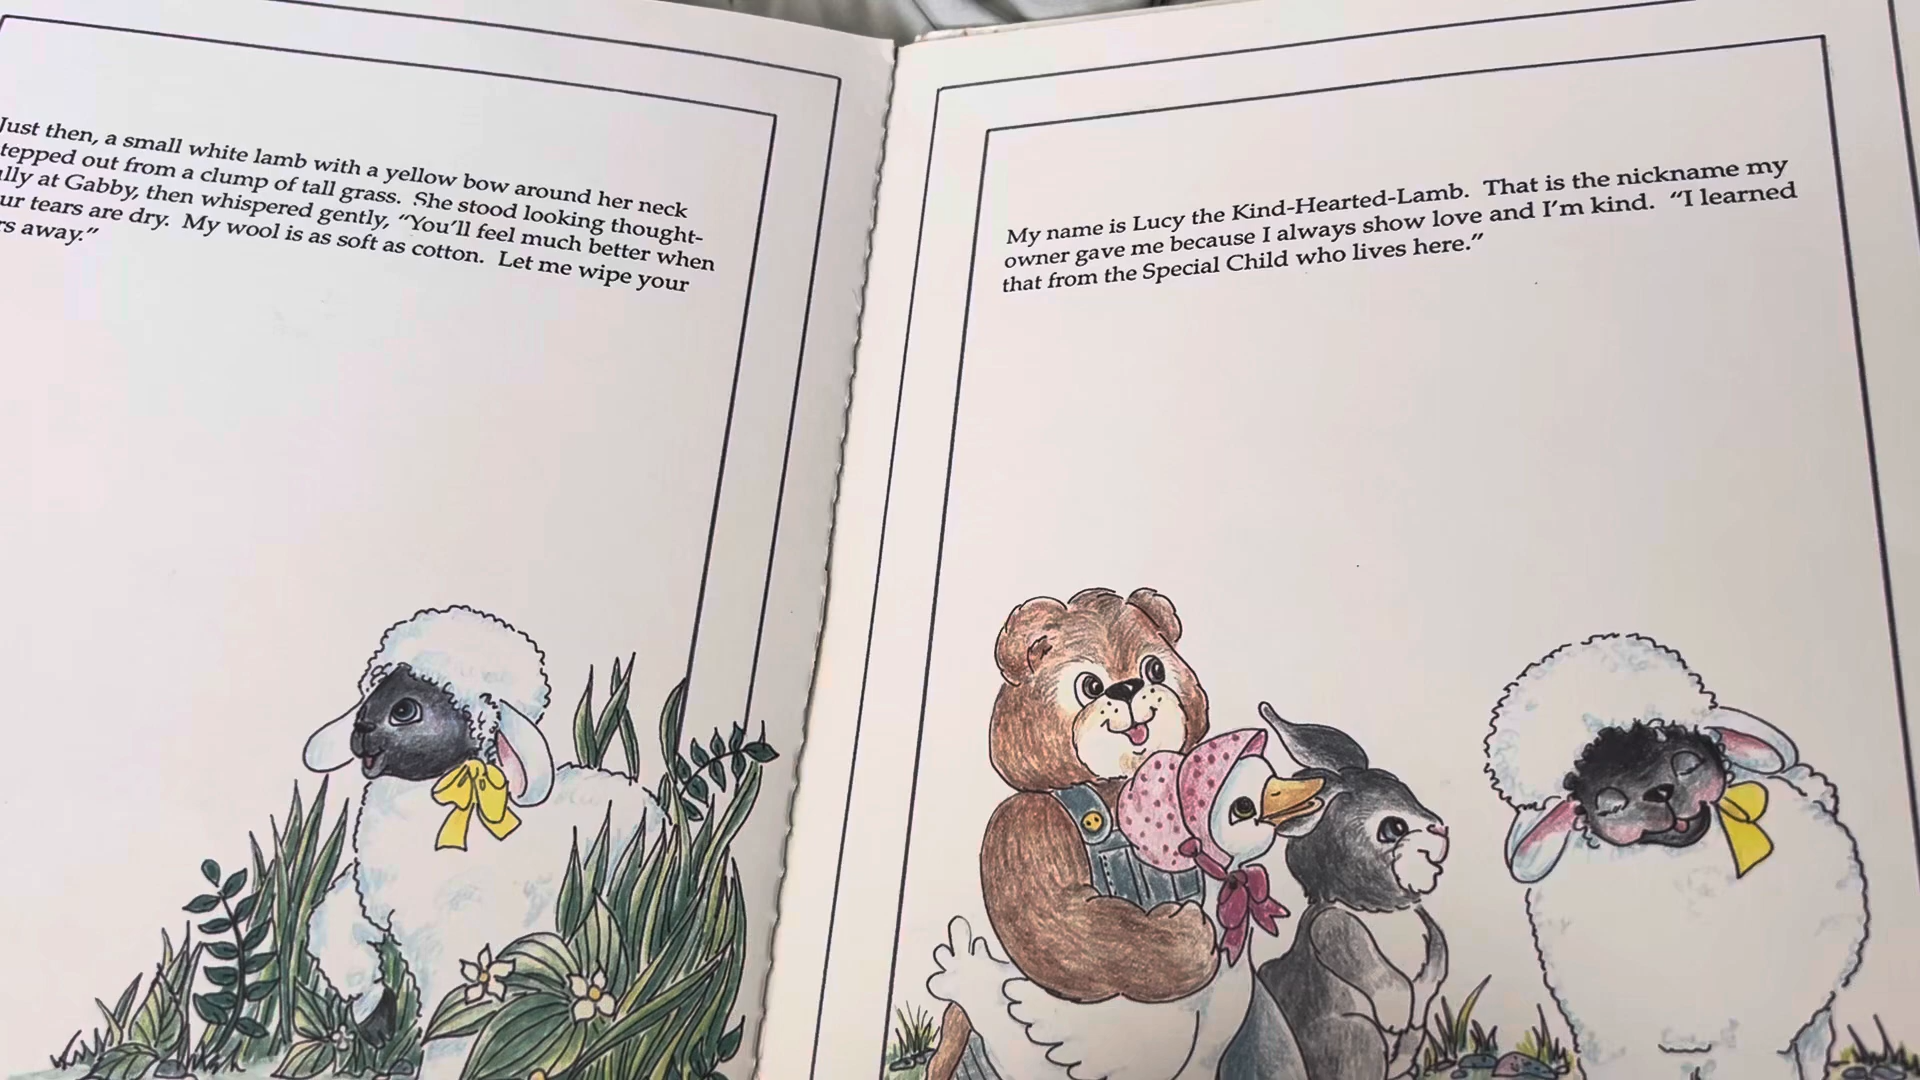 Just then, a small white lamb with a yellow bow around her neck
tepped out from a clump of tall grass. She stood looking thought-
lly at Gabby, then whispered gently, “You’ll feel much better when
ur tears are dry. My wool is as soft as cotton. Let me wipe your
rs away.”
My name is Lucy the Kind-Hearted-Lamb. That is the nickname my
owner gave me because I always show love and I’m kind. “I learned
that from the Special Child who lives here.”